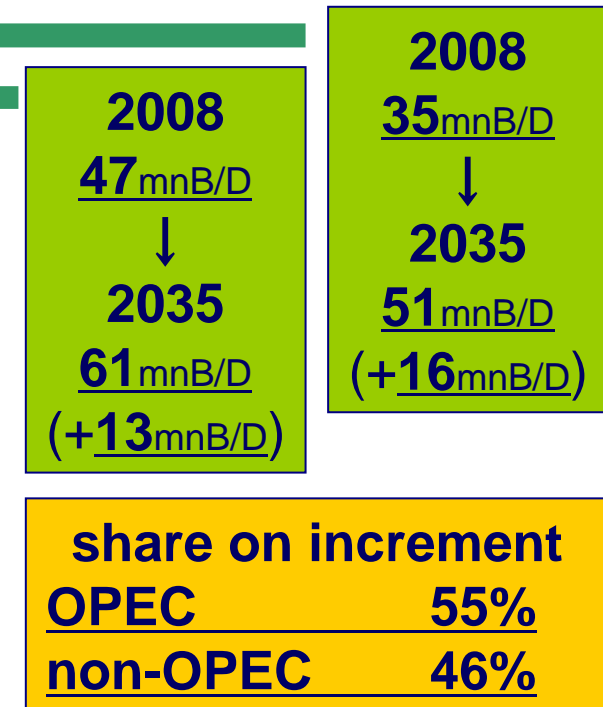 2008
47mnB/D
↓
2035
61mnB/D
(+13mnB/D)
2008
35mnB/D
↓
2035
51mnB/D
(+16mnB/D)
share on increment
OPEC 55%
non-OPEC 46%